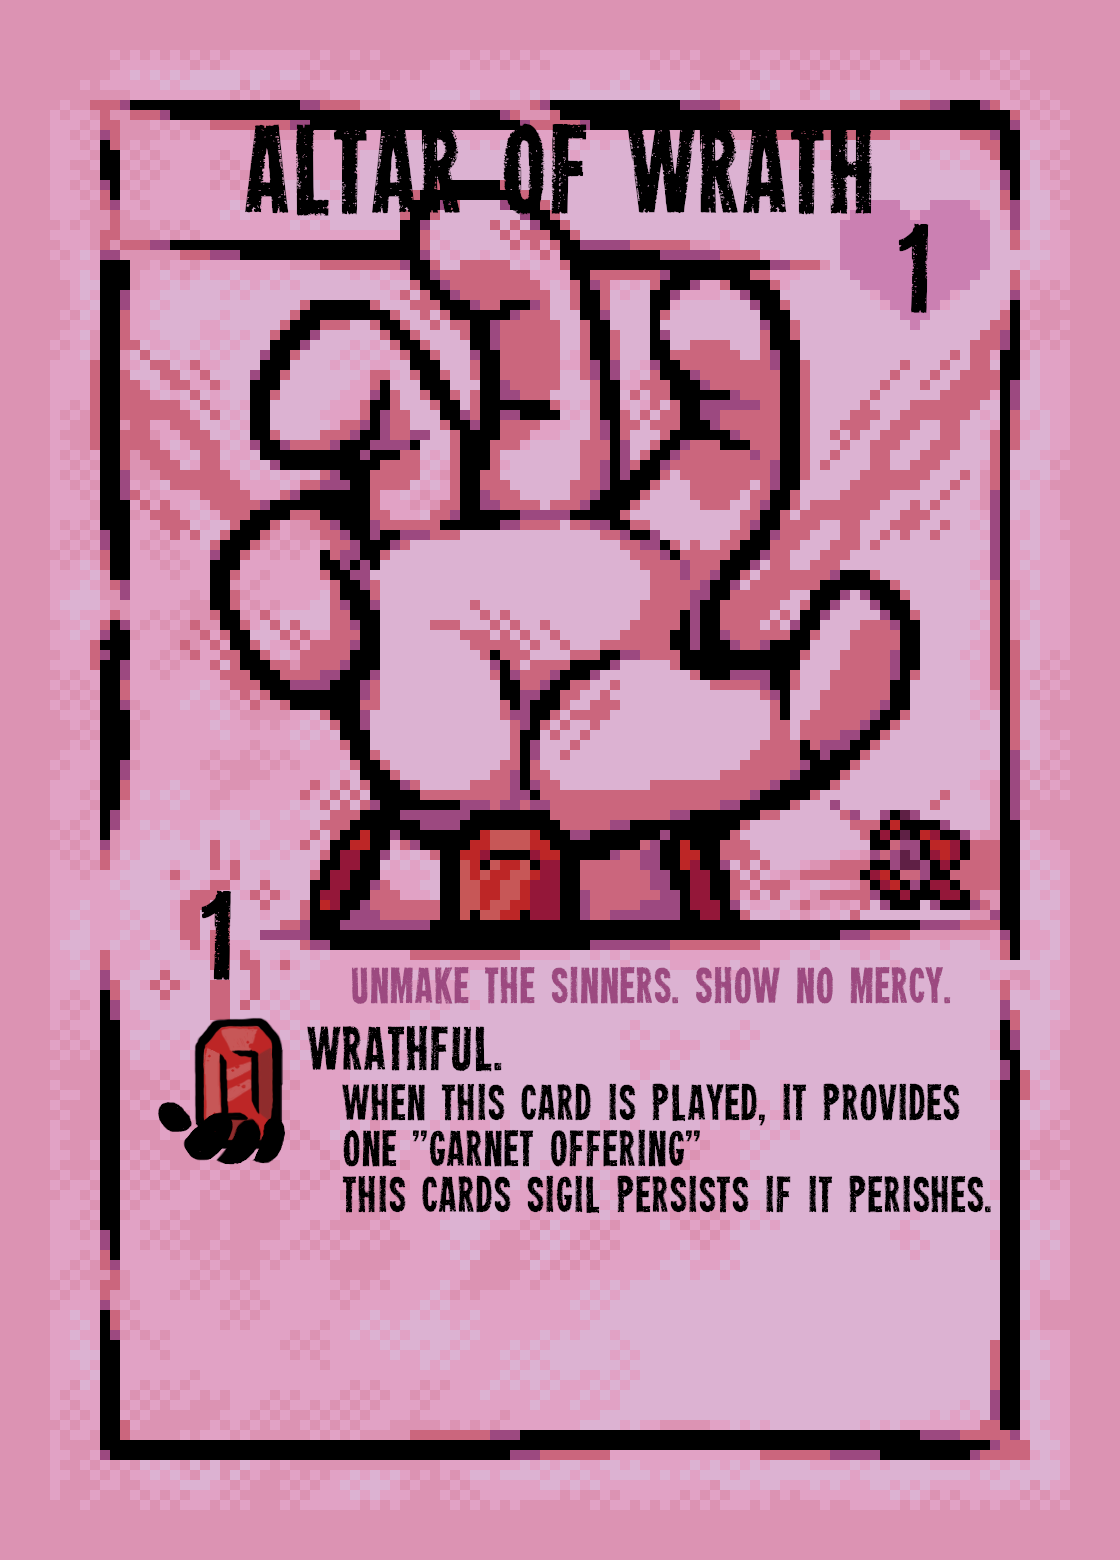 ALTAR OF WRATH
1
1
UNMAKE THE SINNERS. SHOW NO MERCY.
WRATHFUL.
WHEN THIS CARD IS PLAYED, IT PROVIDES
ONE "GARNET OFFERING"
THIS CARDS SIGIL PERSISTS IF IT PERISHES.